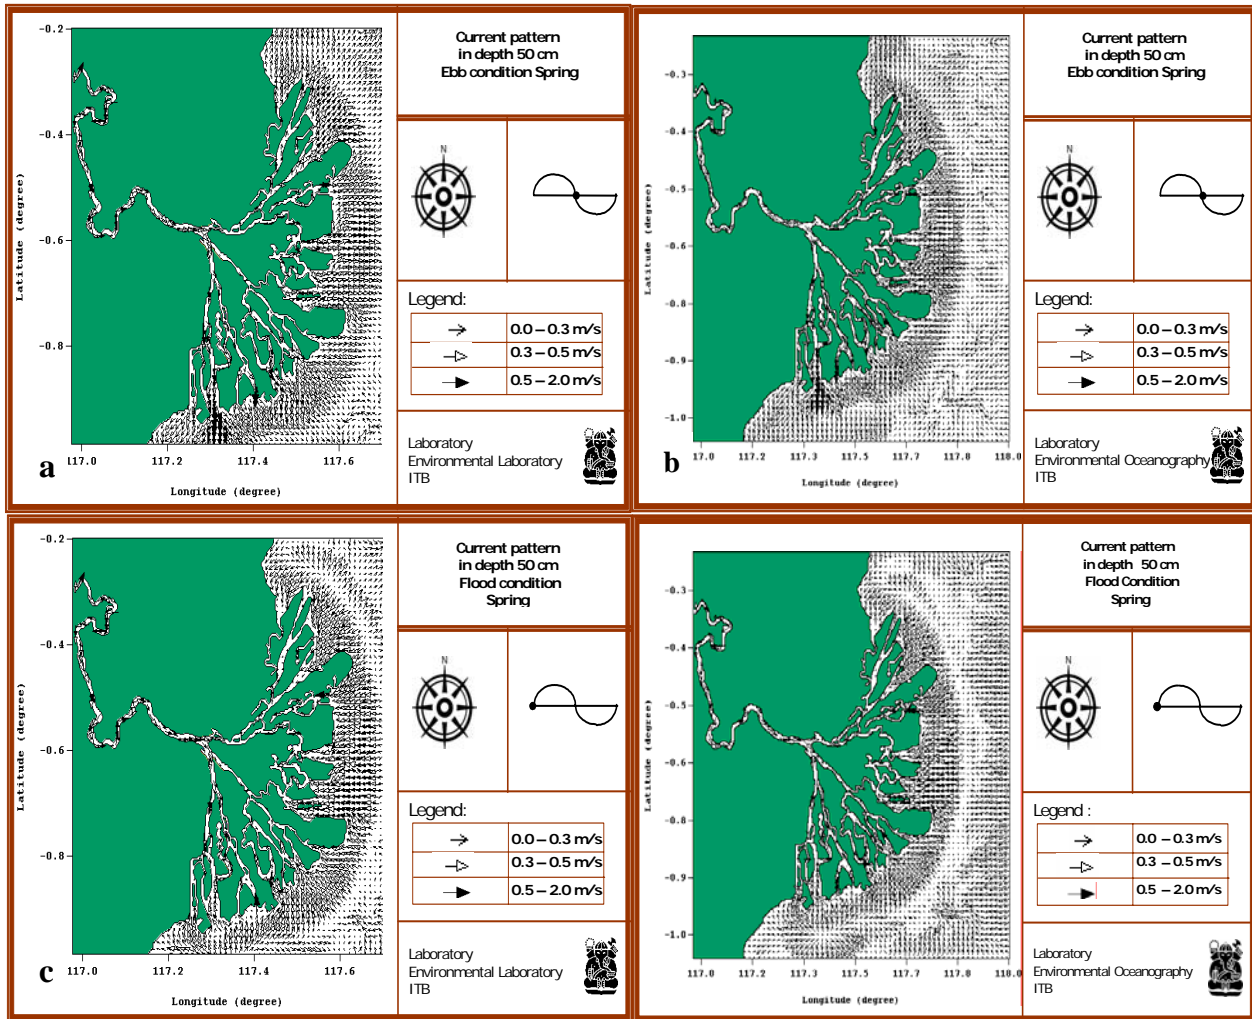 Current pattern
in depth 50 cm
Ebb condition Spring
-0.2
-0.4
-0.6
-0.8
Latitude (degree)
117.0
117.2
117.4
117.6
Longitude (degree)
a
N
Legend:
0.0 – 0.3 m/s
0.3 – 0.5 m/s
0.5 – 2.0 m/s
Laboratory
Environmental Laboratory
ITB
Current pattern
in depth 50 cm
Ebb condition Spring
-0.3
-0.4
-0.5
-0.6
-0.8
-0.9
-1.0
Latitude (degree)
117.0
117.2
117.3
117.5
117.7
117.8
118.0
Longitude (degree)
b
N
Legend:
0.0 – 0.3 m/s
0.3 – 0.5 m/s
0.5 – 2.0 m/s
Laboratory
Environmental Oceanography
ITB
Current pattern
in depth 50 cm
Flood condition
Spring
-0.2
-0.4
-0.6
-0.8
Latitude (degree)
117.0
117.2
117.4
117.6
Longitude (degree)
c
N
Legend:
0.0 – 0.3 m/s
0.3 – 0.5 m/s
0.5 – 2.0 m/s
Laboratory
Environmental Laboratory
ITB
Current pattern
in depth 50 cm
Flood Condition
Spring
-0.3
-0.4
-0.5
-0.6
-0.8
-0.9
-1.0
Latitude (degree)
117.0
117.2
117.3
117.5
117.7
117.8
118.0
Longitude (degree)
N
Legend :
0.0 – 0.3 m/s
0.3 – 0.5 m/s
0.5 – 2.0 m/s
Laboratory
Environmental Oceanography
ITB